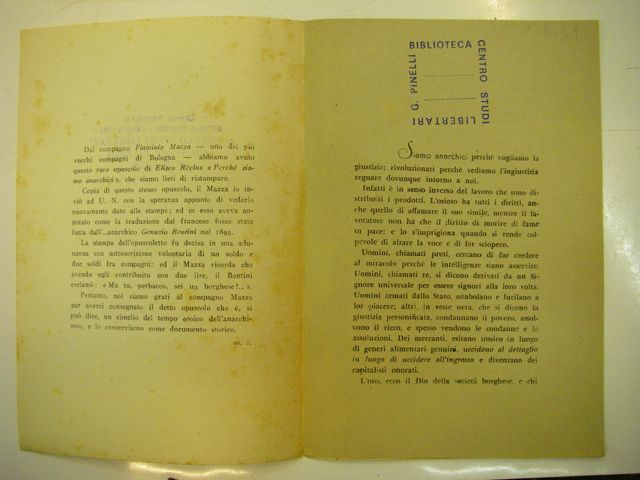 Dal compagno Flaminio Mazza — uno dei più
vecchi compagni di Bologna — abbiamo avuto
questo raro opuscolo di Eliseo Rèclus « Perchè sia-
mo anarchici », che siamo lieti di ristampare.
Copia di questo stesso opuscolo, il Mazza lo in-
viò ad U. N. con la speranza appunto di vederlo
nuovamente dato alle stampe; ed in esso aveva an-
notato come la traduzione dal francese fosse stata
fatta dall'...anarchico Genuzio Bentini nel 1895.
La stampa dell'opuscoletto fu decisa in una adu-
nanza con sottoscrizione volontaria di un soldo e
due soldi fra compagni: ed il Mazza ricorda che
avendo egli contribuito con due lire, il Bentini
esclamò: « Ma tu, perbacco, sei un borghese!... ».
Pertanto, noi siamo grati al compagno Mazza
per averci consegnato il detto opuscolo che è, si
può dire, un cimelio del tempo eroico dell'anarchi-
smo, e lo conserviamo come documento storico.
BIBLIOTECA
CENTRO STUDI
LIBERTARI
G. PINELLI
Siamo anarchici perchè vogliamo la
giustizia; rivoluzionari perchè vediamo l'ingiustizia
regnare dovunque intorno a noi.
Infatti è in senso inverso del lavoro che sono di-
stribuiti i prodotti. L'ozioso ha tutti i diritti, an-
che quello di affamare il suo simile, mentre il la-
voratore non ha che il diritto di morire di fame
in pace; e lo s'imprigiona quando si rende col-
pevole di alzare la voce e di far sciopero.
Uomini, chiamati preti, cercano di far credere
al miracolo perchè le intelligenze siano asservite.
Uomini, chiamati re, si dicono derivati da un Si-
gnore universale per essere signori alla loro volta.
Uomini armati dallo Stato, sciabolano e fucilano a
lor piacere; altri, in veste nera, che si dicono la
giustizia personificata, condannano il povero, assol-
vono il ricco, e spesso vendono le condanne e le
assoluzioni. Dei mercanti, esitano tossico in luogo
di generi alimentari genuini, uccidono al dettaglio
in luogo di uccidere all'ingrosso e diventano dei
capitalisti onorati.
L'oro, ecco il Dio della società borghese, e chi